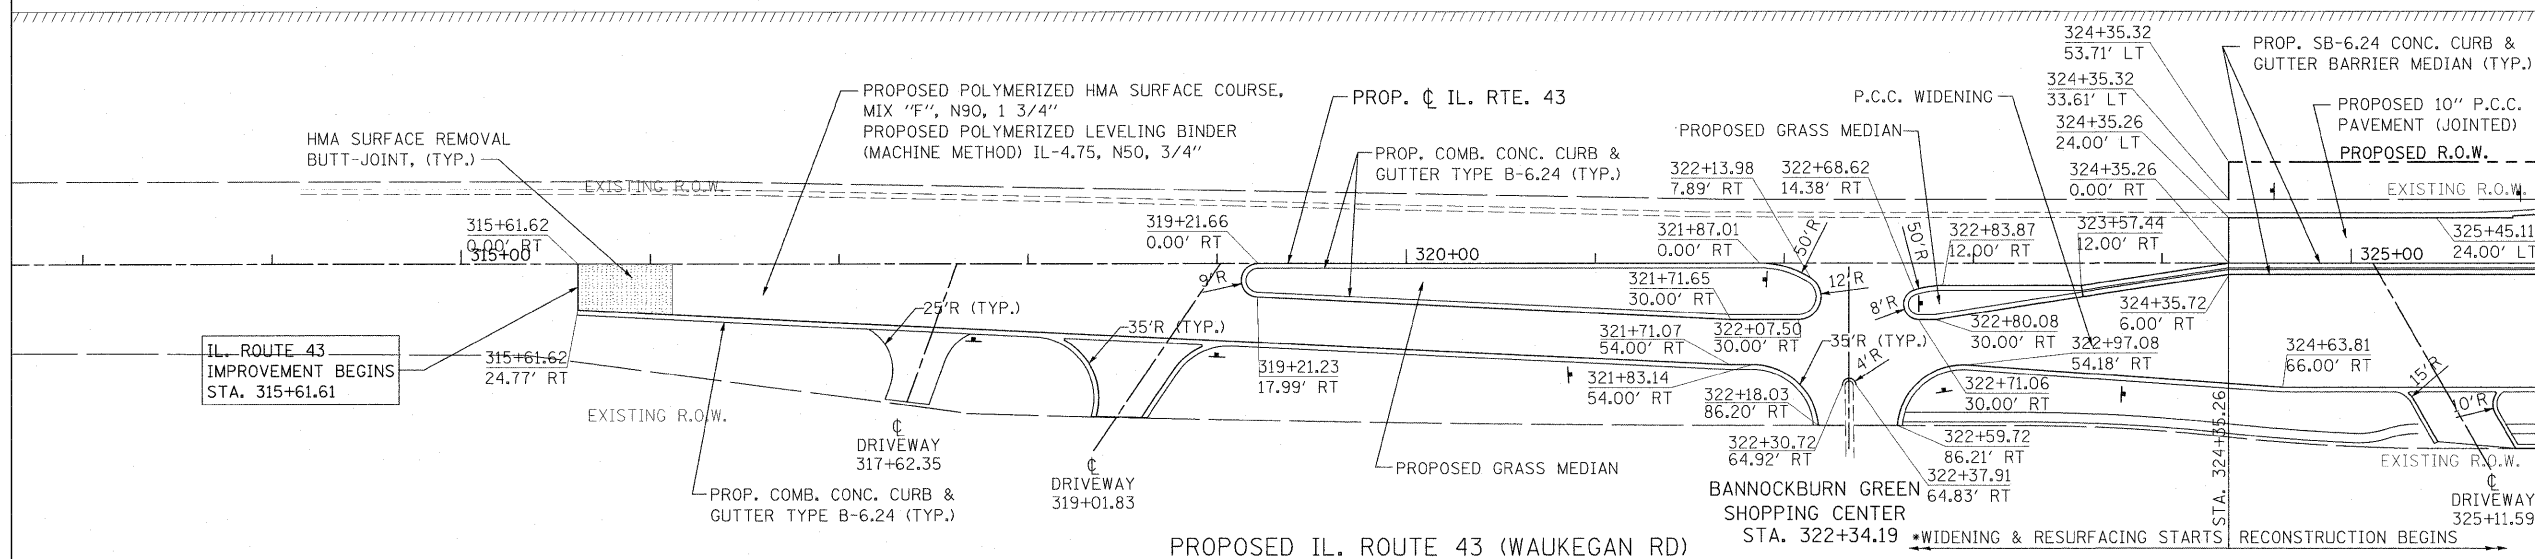 324+35.32
53.71' LT
PROP. SB-6.24 CONC. CURB &
GUTTER BARRIER MEDIAN (TYP.)
324+35.32
33.61' LT
PROPOSED POLYMERIZED HMA SURFACE COURSE,
MIX "F", N90, 1 3/4"
PROPOSED POLYMERIZED LEVELING BINDER
(MACHINE METHOD) IL-4.75, N50, 3/4"
PROP. ℄ IL. RTE. 43
P.C.C. WIDENING
PROPOSED 10" P.C.C.
PAVEMENT (JOINTED)
324+35.26
24.00' LT
HMA SURFACE REMOVAL
BUTT-JOINT, (TYP.)
PROPOSED GRASS MEDIAN
PROP. COMB. CONC. CURB &
GUTTER TYPE B-6.24 (TYP.)
PROPOSED R.O.W.
322+13.98
7.89' RT
322+68.62
14.38' RT
324+35.26
0.00' RT
EXISTING R.O.W.
EXISTING R.O.W.
315+61.62
0.00' RT
319+21.66
0.00' RT
321+87.01
0.00' RT
50'R
50'R
322+83.87
12.00' RT
323+57.44
12.00' RT
325+45.11
24.00' LT
315+00
320+00
325+00
9'R
321+71.65
30.00' RT
12'R
8'R
324+35.72
6.00' RT
25'R (TYP.)
35'R (TYP.)
321+71.07
54.00' RT
322+07.50
30.00' RT
35'R (TYP.)
322+80.08
30.00' RT
322+97.08
54.18' RT
324+63.81
66.00' RT
IL. ROUTE 43
IMPROVEMENT BEGINS
STA. 315+61.61
315+61.62
24.77' RT
319+21.23
17.99' RT
321+83.14
54.00' RT
4'R
322+71.06
30.00' RT
15'R
10'R
EXISTING R.O.W.
322+18.03
86.20' RT
℄
DRIVEWAY
317+62.35
322+30.72
64.92' RT
322+59.72
86.21' RT
STA. 324+35.26
EXISTING R.O.W.
℄
DRIVEWAY
319+01.83
PROPOSED GRASS MEDIAN
322+37.91
64.83' RT
℄
DRIVEWAY
325+11.59
PROP. COMB. CONC. CURB &
GUTTER TYPE B-6.24 (TYP.)
BANNOCKBURN GREEN
SHOPPING CENTER
STA. 322+34.19
*WIDENING & RESURFACING STARTS
RECONSTRUCTION BEGINS
PROPOSED IL. ROUTE 43 (WAUKEGAN RD)